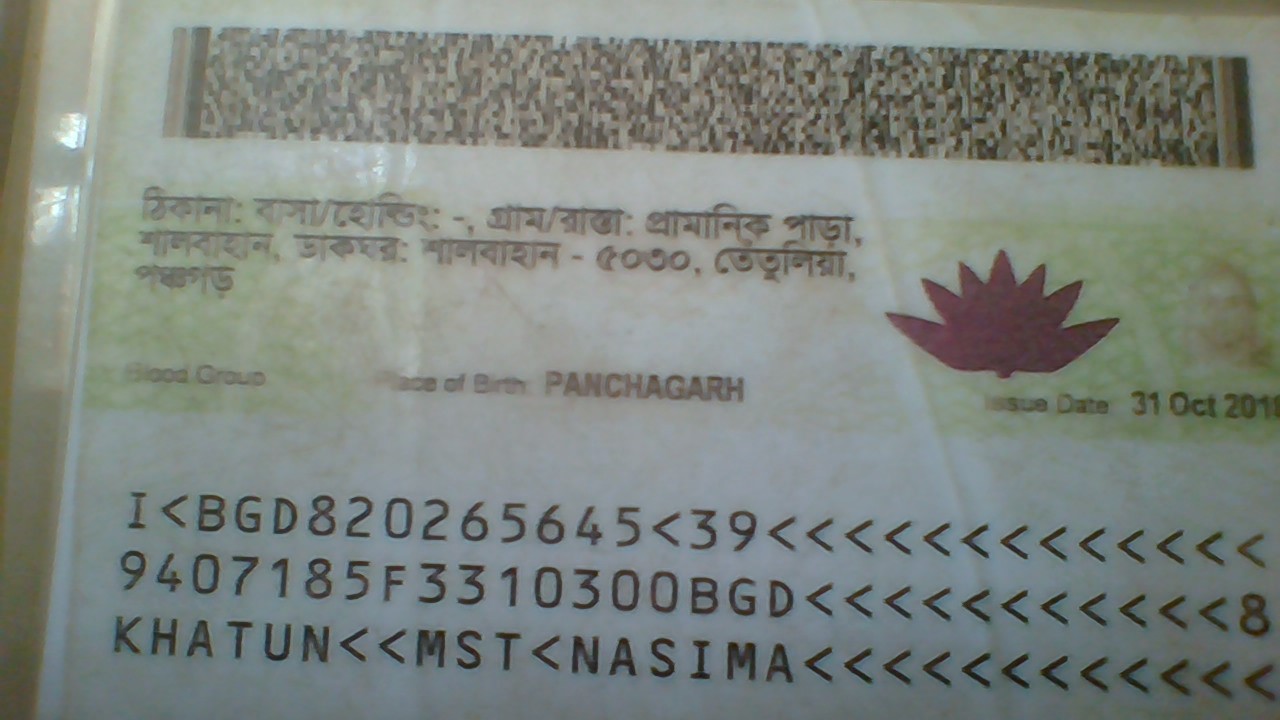 ঠিকানা: বাসা/হোল্ডিং: -, গ্রাম/রাস্তা: প্রামানিক পাড়া,
শালবাহান, ডাকঘর: শালবাহান - ৫০৩০, তেতুলিয়া,
পঞ্চগড়
Blood Group Place of Birth PANCHAGARH
Issue Date 31 Oct
I<BGD820265645<39<<<<<<<<<<<<<
9407185F3310300BGD<<<<<<<<<<<8
KHATUN<<MST<NASIMA<<<<<<<<<<<<